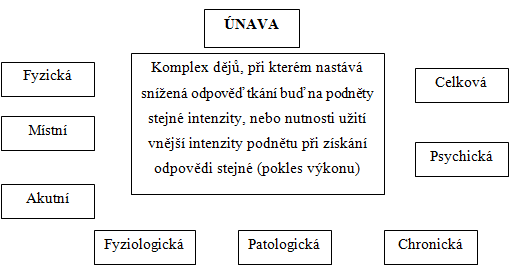 ÚNAVA
Fyzická
Místní
Akutní
Komplex dějů, při kterém nastává
snížená odpověď tkání buď na podněty
stejné intenzity, nebo nutnosti užití
vnější intenzity podnětu při získání
odpovědi stejné (pokles výkonu)
Celková
Psychická
Fyziologická
Patologická
Chronická